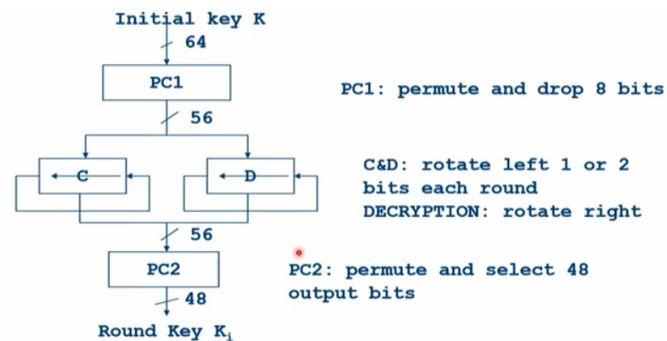 Initial key K
64
PC1
PC1: permute and drop 8 bits
56
C
D
C&D: rotate left 1 or 2
bits each round
DECRYPTION: rotate right
56
PC2
PC2: permute and select 48
output bits
48
Round Key Ki